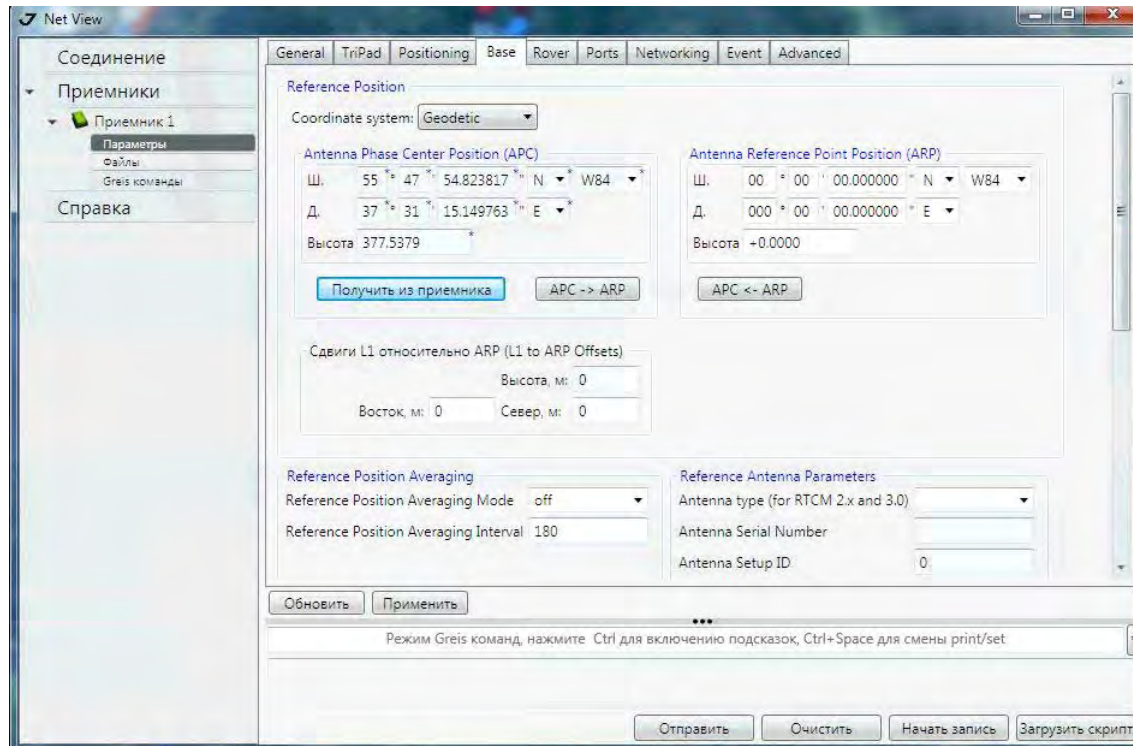 Net View
Соединение
Приемники
Приемник 1
Параметры
Файлы
Greis команды
Справка
General TriPad Positioning Base Rover Ports Networking Event Advanced
Reference Position
Coordinate system: Geodetic
Antenna Phase Center Position (APC)
Ш. 55 *° 47 *' 54.823817 *" N * W84 *
Д. 37 *° 31 *' 15.149763 *" E *
Высота 377.5379 *
Получить из приемника APC -> ARP
Antenna Reference Point Position (ARP)
Ш. 00 ° 00 ' 00.000000 " N W84
Д. 000 ° 00 ' 00.000000 " E
Высота +0.0000
APC <- ARP
Сдвиги L1 относительно ARP (L1 to ARP Offsets)
Высота, м: 0
Восток, м: 0 Север, м: 0
Reference Position Averaging
Reference Position Averaging Mode off
Reference Position Averaging Interval 180
Reference Antenna Parameters
Antenna type (for RTCM 2.x and 3.0)
Antenna Serial Number
Antenna Setup ID 0
Обновить Применить
Режим Greis команд, нажмите Ctrl для включению подсказок, Ctrl+Space для смены print/set
Отправить Очистить Начать запись Загрузить скрипт